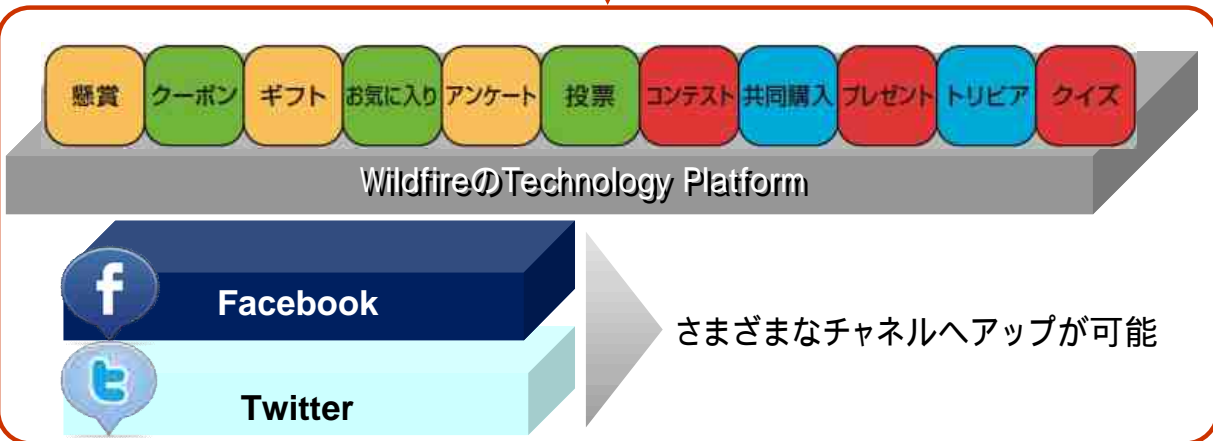 懸賞 クーポン ギフト お気に入り アンケート 投票 コンテスト 共同購入 プレゼント トリビア クイズ
WildfireのTechnology Platform
Facebook
さまざまなチャネルへアップが可能
Twitter